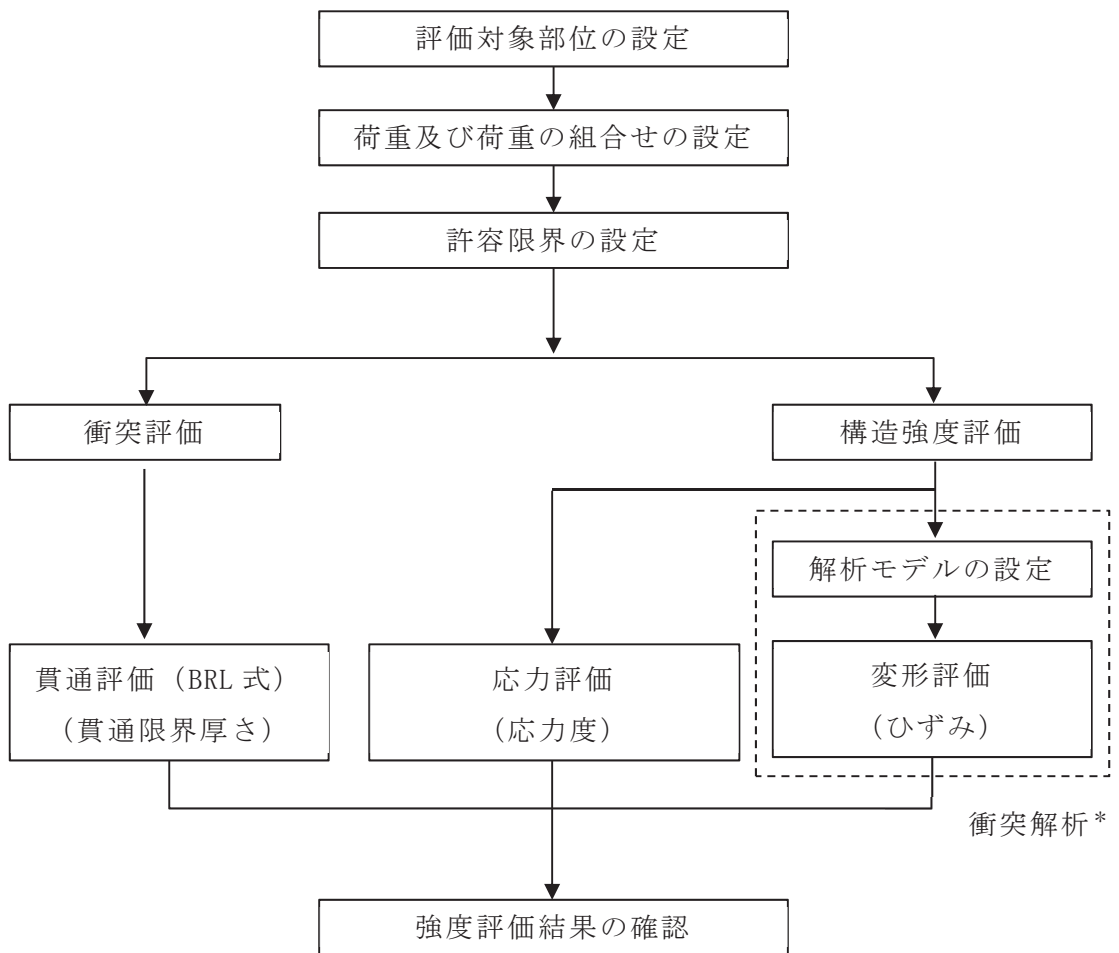 評価対象部位の設定
荷重及び荷重の組合せの設定
許容限界の設定
衝突評価
構造強度評価
解析モデルの設定
貫通評価（BRL 式）
（貫通限界厚さ）
応力評価
（応力度）
変形評価
（ひずみ）
衝突解析*
強度評価結果の確認